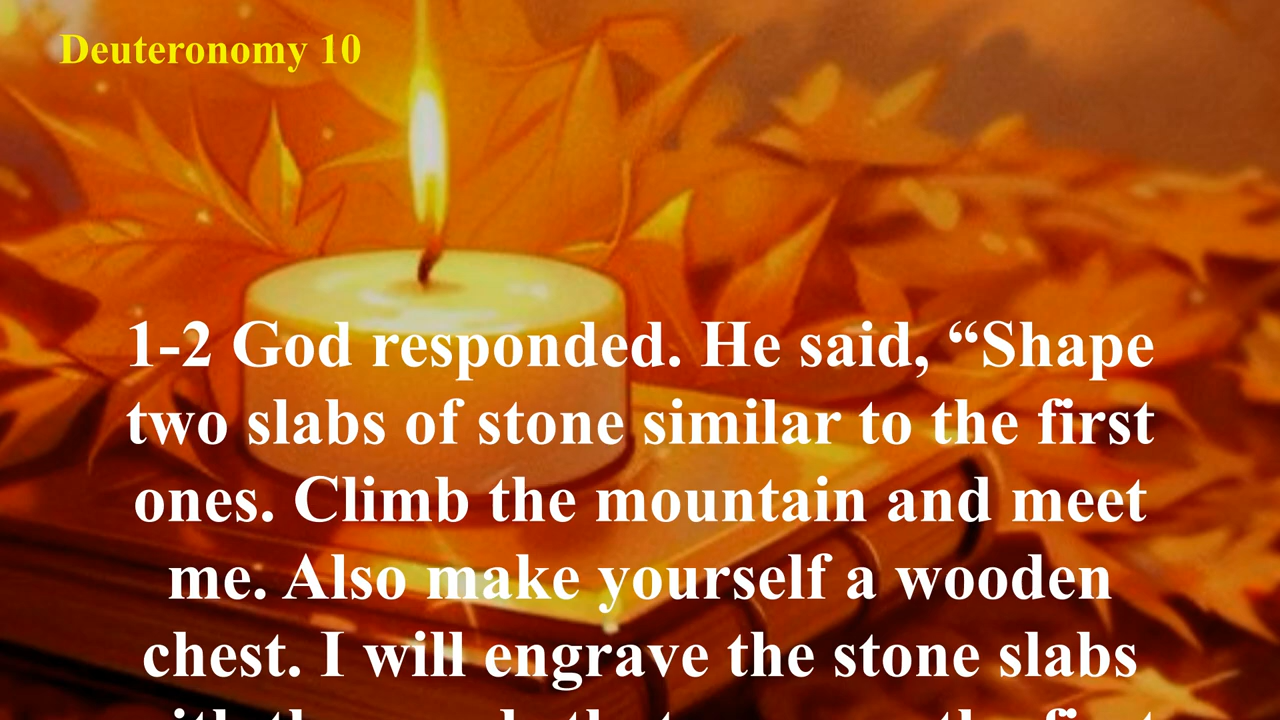 Deuteronomy 10
1-2 God responded. He said, “Shape
two slabs of stone similar to the first
ones. Climb the mountain and meet
me. Also make yourself a wooden
chest. I will engrave the stone slabs